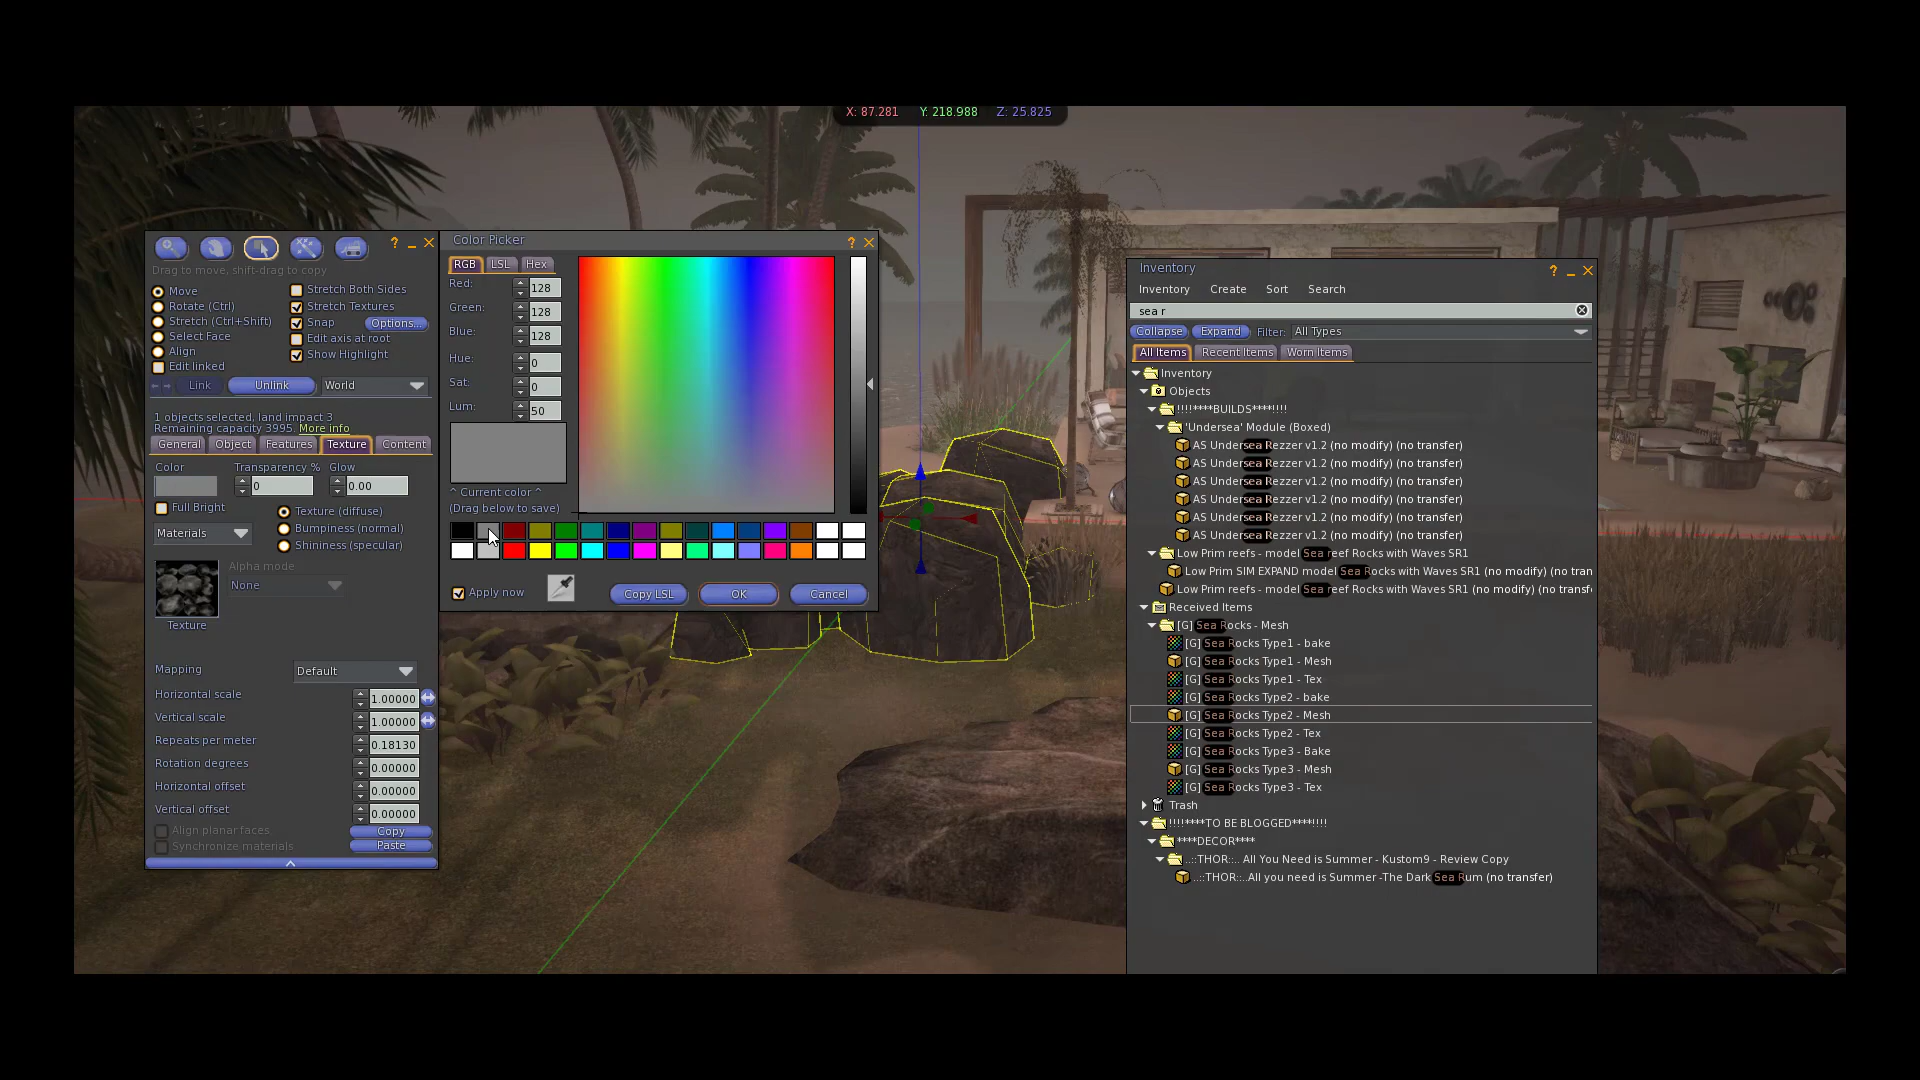 X: 87.281 Y: 218.988 Z: 25.825
? _ X
Drag to move, shift-drag to copy
Move
Rotate (Ctrl)
Stretch (Ctrl+Shift)
Select Face
Align
Edit linked
Stretch Both Sides
Stretch Textures
Snap Options...
Edit axis at root
Show Highlight
Link Unlink World
1 objects selected, land impact 3
Remaining capacity 3995. More info
General Object Features Texture Content
Color Transparency % Glow
0 0.00
Full Bright
Texture (diffuse)
Materials
Bumpiness (normal)
Shininess (specular)
Alpha mode
None
Texture
Mapping Default
Horizontal scale 1.00000
Vertical scale 1.00000
Repeats per meter 0.18130
Rotation degrees 0.00000
Horizontal offset 0.00000
Vertical offset 0.00000
Align planar faces Copy
Synchronize materials Paste
Color Picker
RGB LSL Hex
Red: 128
Green: 128
Blue: 128
Hue: 0
Sat: 0
Lum: 50
^ Current color ^
(Drag below to save)
Apply now Copy LSL OK Cancel
Inventory
Inventory Create Sort Search
sea r
Collapse Expand Filter: All Types
All Items Recent Items Worn Items
Inventory
Objects
!!!!****BUILDS****!!!!
'Undersea' Module (Boxed)
AS Undersea Rezzer v1.2 (no modify) (no transfer)
AS Undersea Rezzer v1.2 (no modify) (no transfer)
AS Undersea Rezzer v1.2 (no modify) (no transfer)
AS Undersea Rezzer v1.2 (no modify) (no transfer)
AS Undersea Rezzer v1.2 (no modify) (no transfer)
AS Undersea Rezzer v1.2 (no modify) (no transfer)
Low Prim reefs - model Sea reef Rocks with Waves SR1
Low Prim SIM EXPAND model Sea Rocks with Waves SR1 (no modify) (no tran
Low Prim reefs - model Sea reef Rocks with Waves SR1 (no modify) (no transf
Received Items
[G] Sea Rocks - Mesh
[G] Sea Rocks Type1 - bake
[G] Sea Rocks Type1 - Mesh
[G] Sea Rocks Type1 - Tex
[G] Sea Rocks Type2 - bake
[G] Sea Rocks Type2 - Mesh
[G] Sea Rocks Type2 - Tex
[G] Sea Rocks Type3 - Bake
[G] Sea Rocks Type3 - Mesh
[G] Sea Rocks Type3 - Tex
Trash
!!!!****TO BE BLOGGED****!!!!
****DECOR****
..::THOR::.. All You Need is Summer - Kustom9 - Review Copy
..::THOR::..All you need is Summer -The Dark Sea Rum (no transfer)